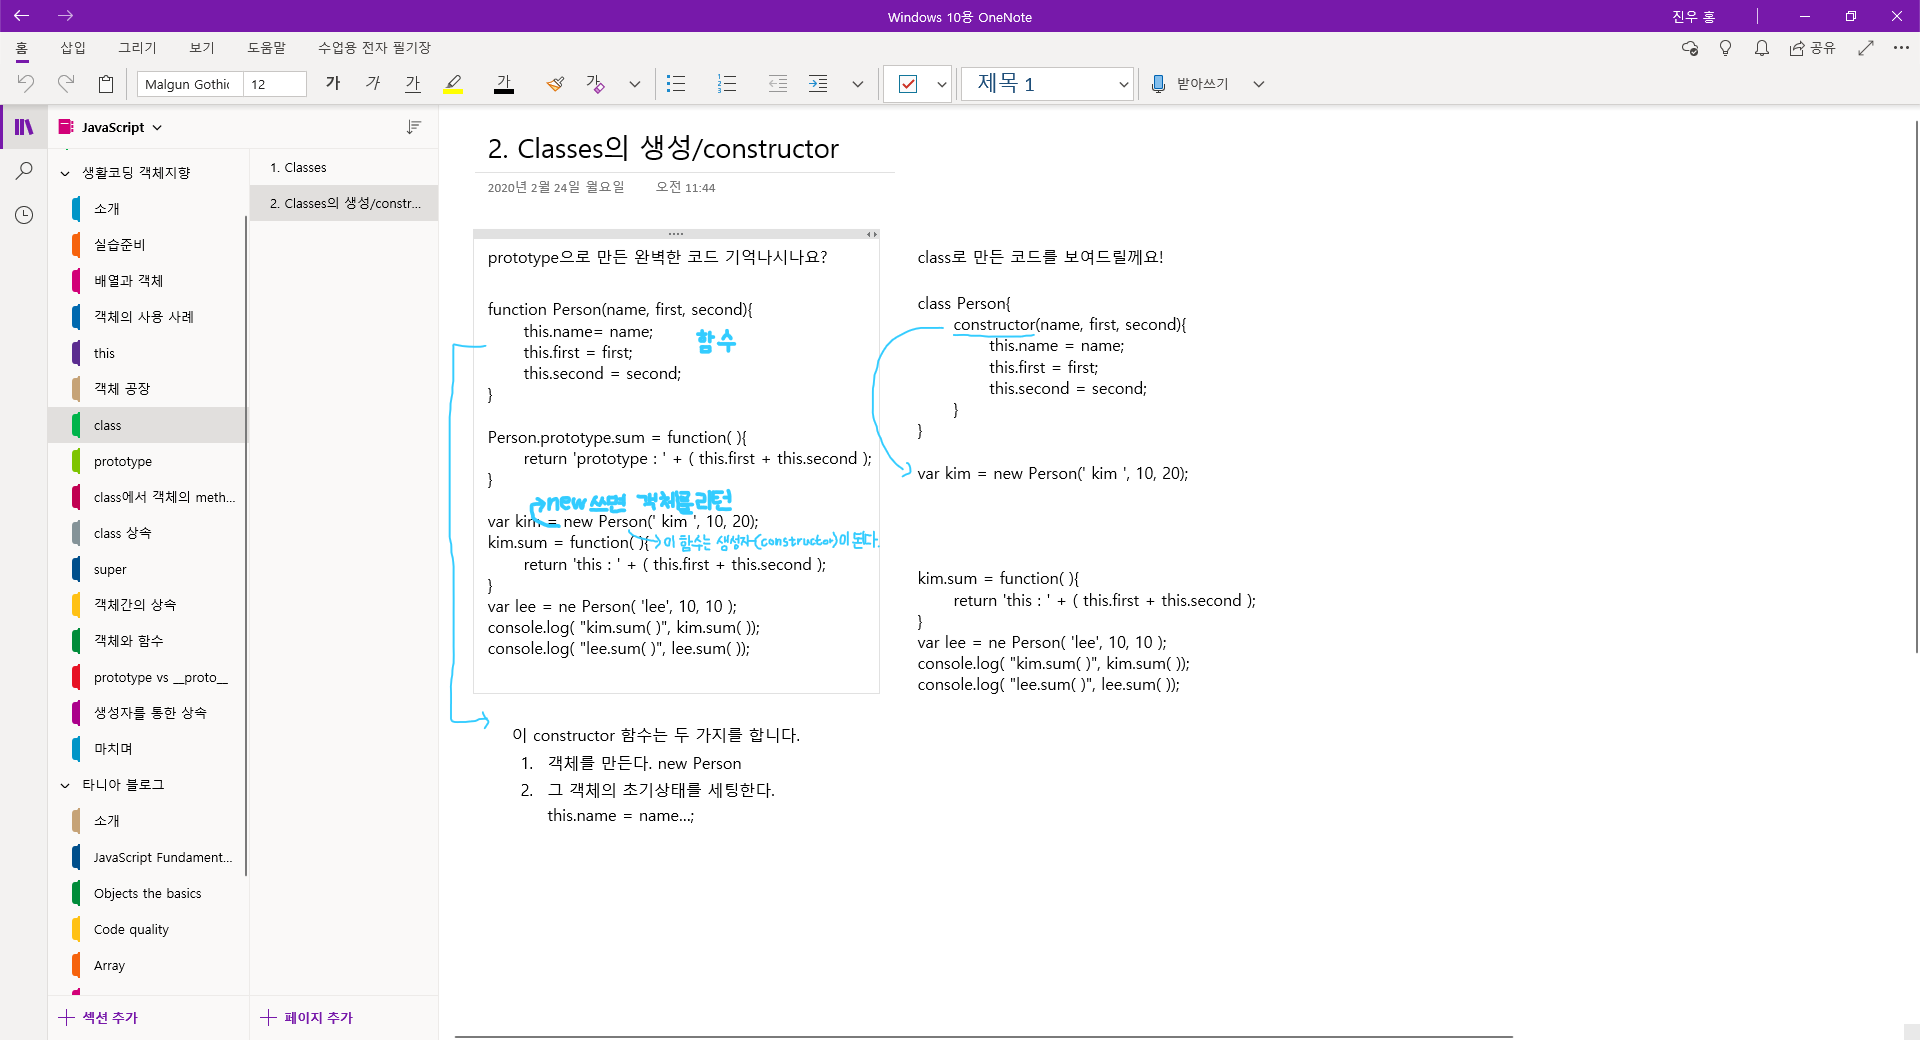 Windows 10용 OneNote
진우 홍
홈 삽입 그리기 보기 도움말 수업용 전자 필기장
공유
Malgun Gothic 12 가 가 가 가 가 제목 1 받아쓰기
JavaScript
생활코딩 객체지향
소개
실습준비
배열과 객체
객체의 사용 사례
this
객체 공장
class
prototype
class에서 객체의 meth...
class 상속
super
객체간의 상속
객체와 함수
prototype vs __proto__
생성자를 통한 상속
마치며
타니아 블로그
소개
JavaScript Fundament...
Objects the basics
Code quality
Array
섹션 추가
1. Classes
2. Classes의 생성/constr...
페이지 추가
2. Classes의 생성/constructor
2020년 2월 24일 월요일 오전 11:44
prototype으로 만든 완벽한 코드 기억나시나요?
function Person(name, first, second){
this.name= name;
함수
this.first = first;
this.second = second;
}
Person.prototype.sum = function( ){
return 'prototype : ' + ( this.first + this.second );
}
new 쓰면 객체를 리턴
var kim = new Person(' kim ', 10, 20);
kim.sum = function( ){
이 함수는 생성자(constructor)이 된다.
return 'this : ' + ( this.first + this.second );
}
var lee = ne Person( 'lee', 10, 10 );
console.log( "kim.sum( )", kim.sum( ));
console.log( "lee.sum( )", lee.sum( ));
이 constructor 함수는 두 가지를 합니다.
1. 객체를 만든다. new Person
2. 그 객체의 초기상태를 세팅한다.
this.name = name...;
class로 만든 코드를 보여드릴께요!
class Person{
constructor(name, first, second){
this.name = name;
this.first = first;
this.second = second;
}
}
var kim = new Person(' kim ', 10, 20);
kim.sum = function( ){
return 'this : ' + ( this.first + this.second );
}
var lee = ne Person( 'lee', 10, 10 );
console.log( "kim.sum( )", kim.sum( ));
console.log( "lee.sum( )", lee.sum( ));